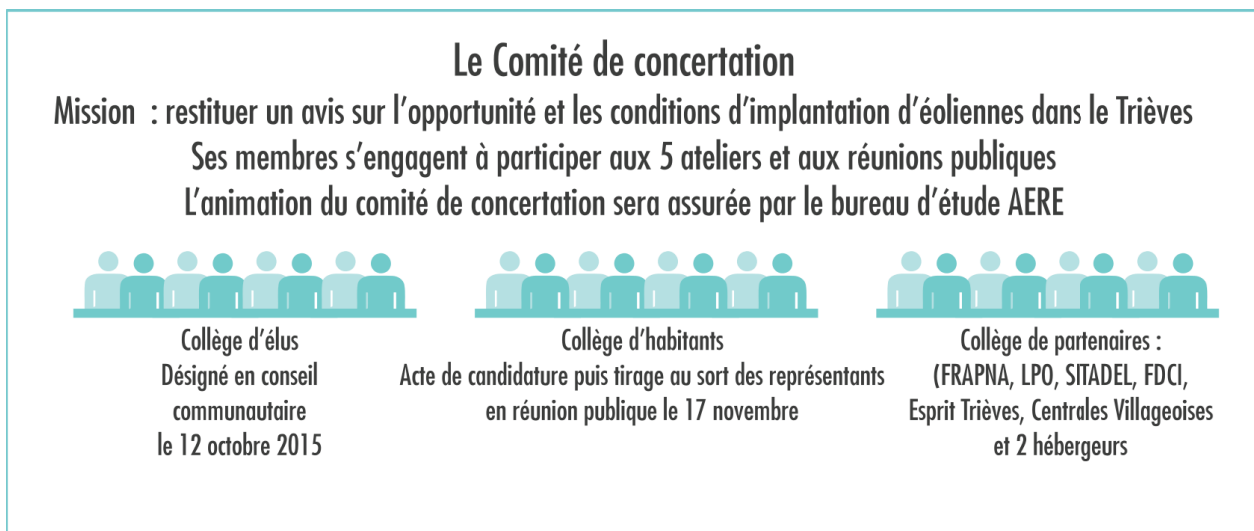 Le Comité de concertation
Mission  : restituer un avis sur l'opportunité et les conditions d'implantation d'éoliennes dans le Trièves
Ses membres s'engagent à participer aux 5 ateliers et aux réunions publiques
L'animation du comité de concertation sera assurée par le bureau d'étude AERE
Collège d'élus
Désigné en conseil
communautaire
le 12 octobre 2015
Collège d'habitants
Acte de candidature puis tirage au sort des représentants
en réunion publique le 17 novembre
Collège de partenaires :
(FRAPNA, LPO, SITADEL, FDCI,
Esprit Trièves, Centrales Villageoises
et 2 hébergeurs